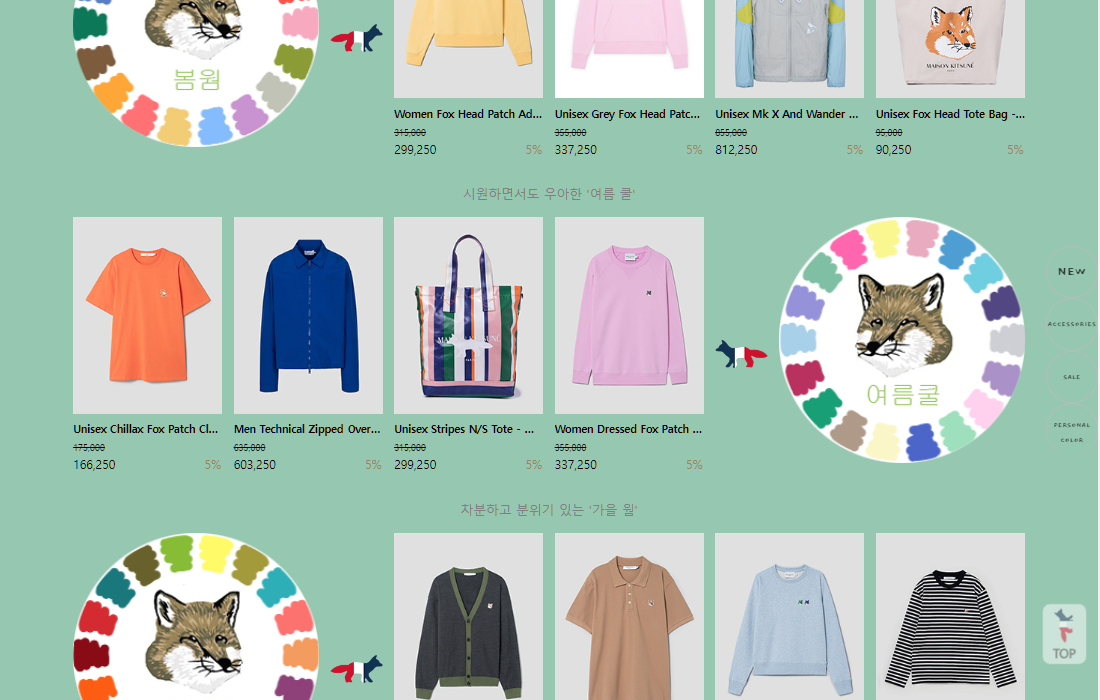 봄웜
MAISON KITSUNÉ
Women Fox Head Patch Ad...
315,000
299,250 5%
Unisex Grey Fox Head Patc...
355,000
337,250 5%
Unisex Mk X And Wander ...
855,000
812,250 5%
Unisex Fox Head Tote Bag -...
95,000
90,250 5%
시원하면서도 우아한 '여름 쿨'
여름쿨
Unisex Chillax Fox Patch Cl...
175,000
166,250 5%
Men Technical Zipped Over...
635,000
603,250 5%
Unisex Stripes N/S Tote - ...
315,000
299,250 5%
Women Dressed Fox Patch ...
355,000
337,250 5%
NEW
ACCESSORIES
SALE
PERSONAL
COLOR
차분하고 분위기 있는 '가을 웜'
TOP